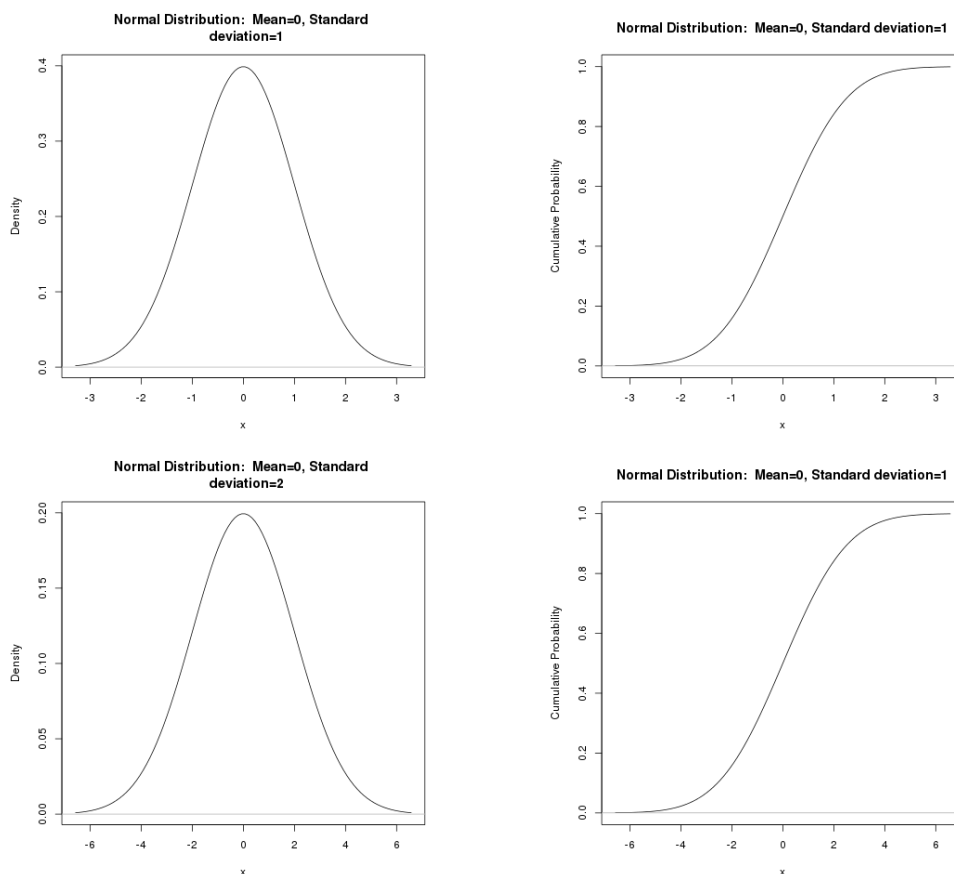 Normal Distribution:  Mean=0, Standard
deviation=1
Density
0.4
0.3
0.2
0.1
0.0
-3 -2 -1 0 1 2 3
x
Normal Distribution:  Mean=0, Standard deviation=1
Cumulative Probability
1.0
0.8
0.6
0.4
0.2
0.0
-3 -2 -1 0 1 2 3
x
Normal Distribution:  Mean=0, Standard
deviation=2
Density
0.20
0.15
0.10
0.05
0.00
-6 -4 -2 0 2 4 6
x
Normal Distribution:  Mean=0, Standard deviation=1
Cumulative Probability
1.0
0.8
0.6
0.4
0.2
0.0
-6 -4 -2 0 2 4 6
x